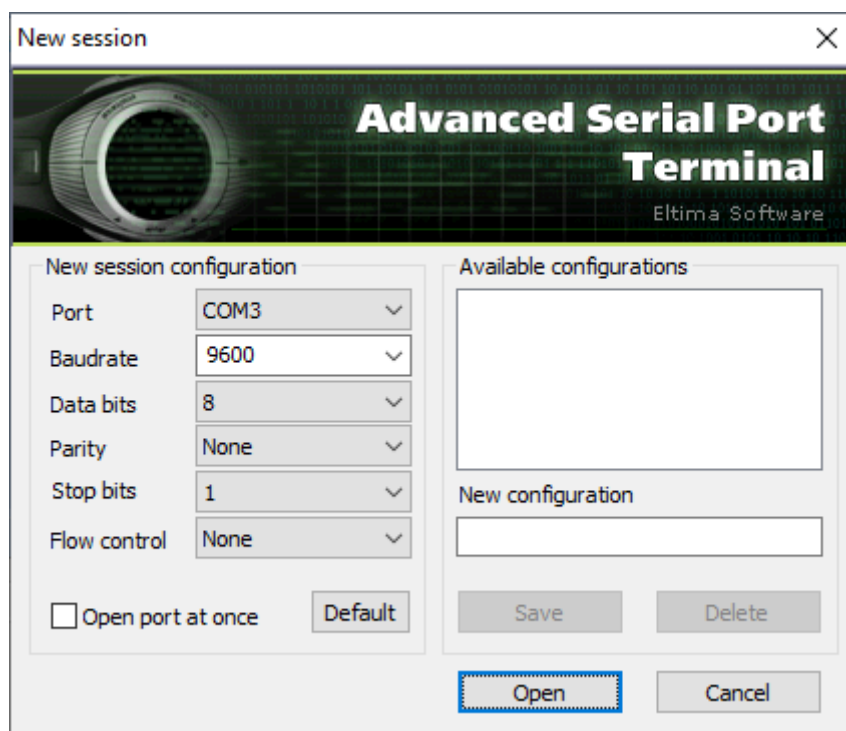 New session
Advanced Serial Port
Terminal
Eltima Software
New session configuration
Port
COM3
Baudrate
9600
Data bits
8
Parity
None
Stop bits
1
Flow control
None
Open port at once
Default
Available configurations
New configuration
Save
Delete
Open
Cancel